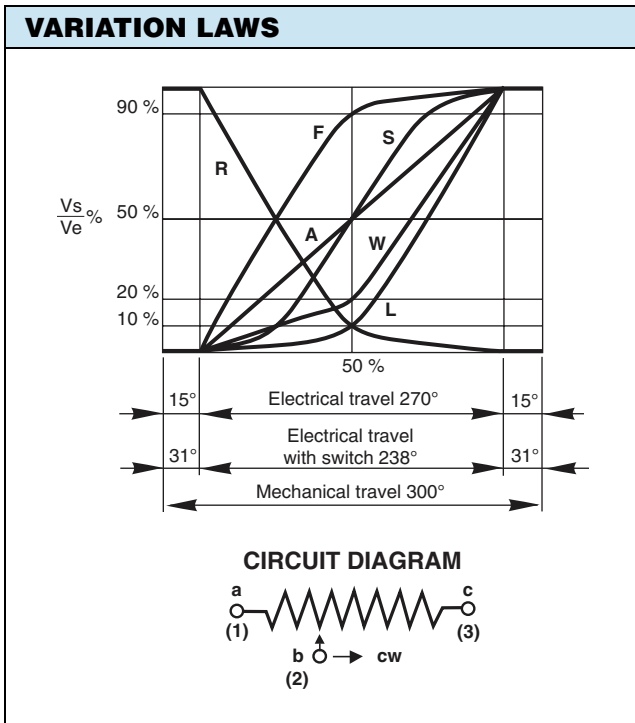 VARIATION LAWS
90 %
F
S
R
Vs
Ve
%
50 %
A
W
20 %
L
10 %
50 %
15°
Electrical travel 270°
15°
31°
Electrical travel
with switch 238°
31°
Mechanical travel 300°
CIRCUIT DIAGRAM
a
c
(1)
(3)
b
cw
(2)